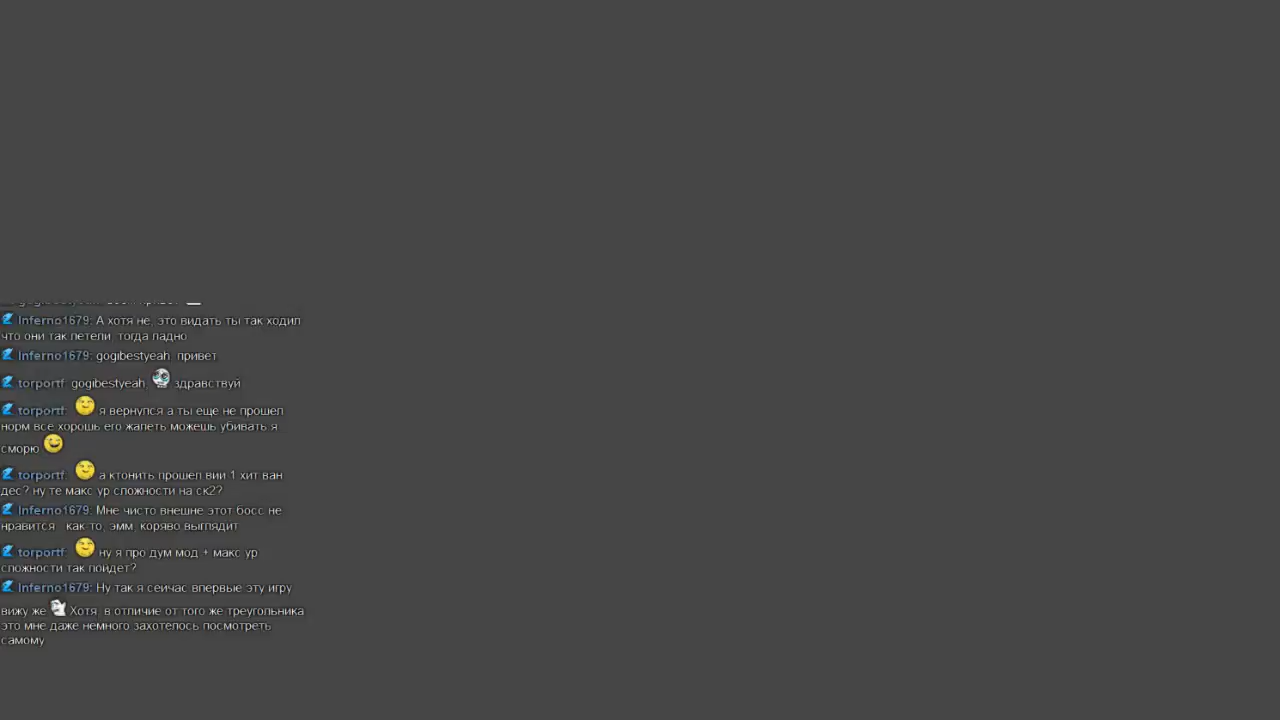 Inferno1679: А хотя не, это видать ты так ходил
что они так летели, тогда ладно
Inferno1679: gogibestyeah, привет
torportf: gogibestyeah, здравствуй
torportf: я вернулся а ты еще не прошел
норм все хорошь его жалеть можешь убивать я
сморю
torportf: а ктонить прошел вии 1 хит ван
дес? ну те макс ур сложности на ск2?
Inferno1679: Мне чисто внешне этот босс не
нравится как-то, эмм, коряво выглядит
torportf: ну я про дум мод + макс ур
сложности так пойдет?
Inferno1679: Ну так я сейчас впервые эту игру
вижу же Хотя, в отличие от того же треугольника
это мне даже немного захотелось посмотреть
самому